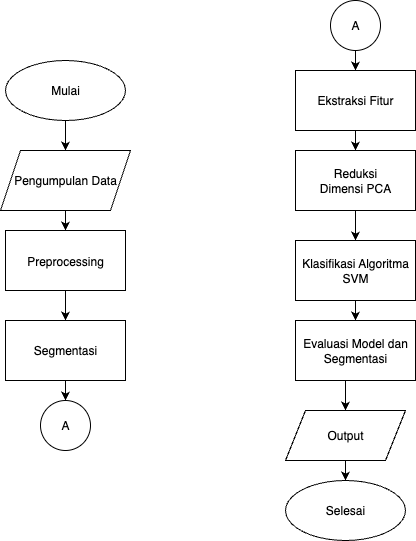 Mulai
Pengumpulan Data
Preprocessing
Segmentasi
A
A
Ekstraksi Fitur
Reduksi
Dimensi PCA
Klasifikasi Algoritma
SVM
Evaluasi Model dan
Segmentasi
Output
Selesai